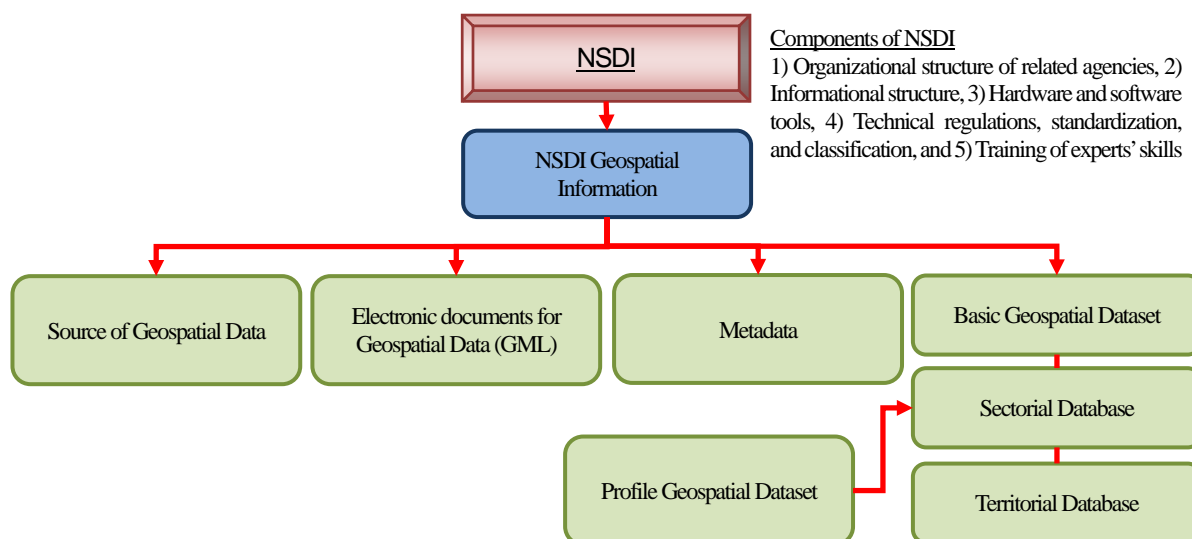 NSDI
Components of NSDI
1) Organizational structure of related agencies, 2)
Informational structure, 3) Hardware and software
tools, 4) Technical regulations, standardization,
and classification, and 5) Training of experts' skills
NSDI Geospatial
Information
Source of Geospatial Data
Electronic documents for
Geospatial Data (GML)
Metadata
Basic Geospatial Dataset
Sectorial Database
Profile Geospatial Dataset
Territorial Database